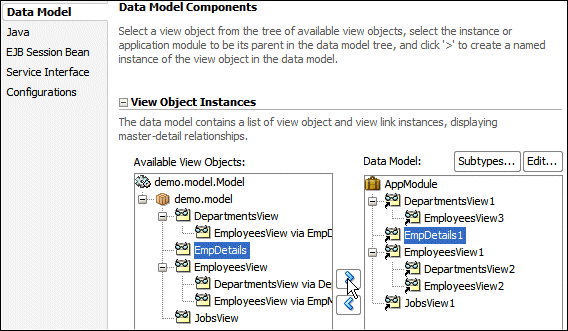 Data Model
Java
EJB Session Bean
Service Interface
Configurations
Data Model Components
Select a view object from the tree of available view objects, select the instance or
application module to be its parent in the data model tree, and click '>' to create a named
instance of the view object in the data model.
View Object Instances
The data model contains a list of view object and view link instances, displaying
master-detail relationships.
Available View Objects:
demo.model.Model
demo.model
DepartmentsView
EmployeesView via EmpD
EmpDetails
EmployeesView
DepartmentsView via De
EmployeesView via EmpM
JobsView
Data Model:
Subtypes...
Edit...
AppModule
DepartmentsView1
EmployeesView3
EmpDetails1
EmployeesView1
DepartmentsView2
EmployeesView2
JobsView1